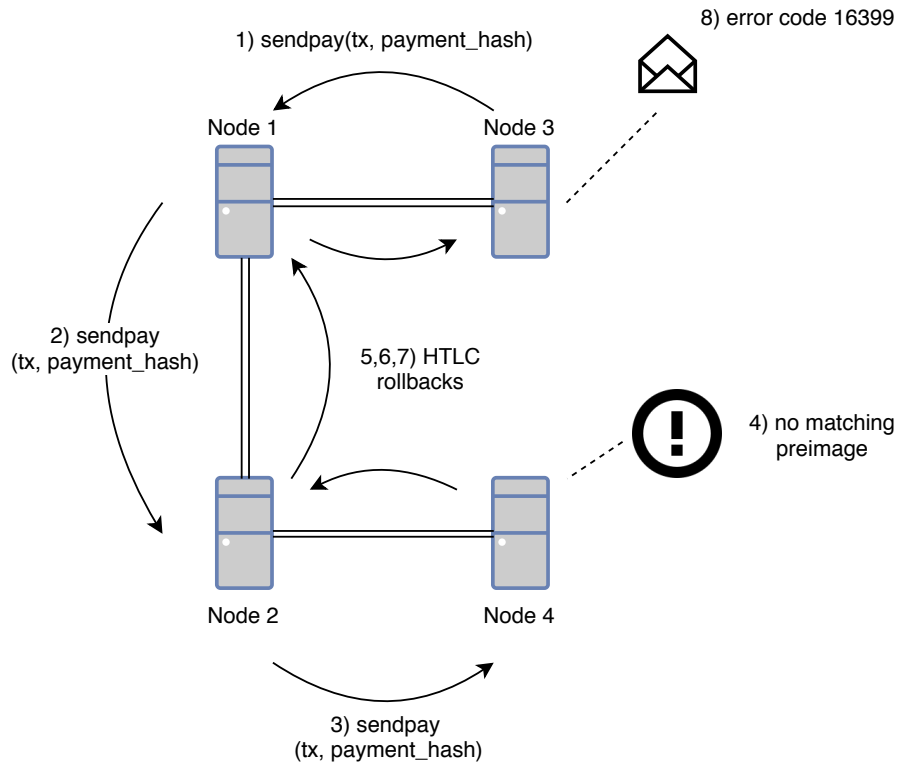 8) error code 16399
1) sendpay(tx, payment_hash)
Node 1
Node 3
2) sendpay
(tx, payment_hash)
5,6,7) HTLC
rollbacks
4) no matching
preimage
Node 2
Node 4
3) sendpay
(tx, payment_hash)